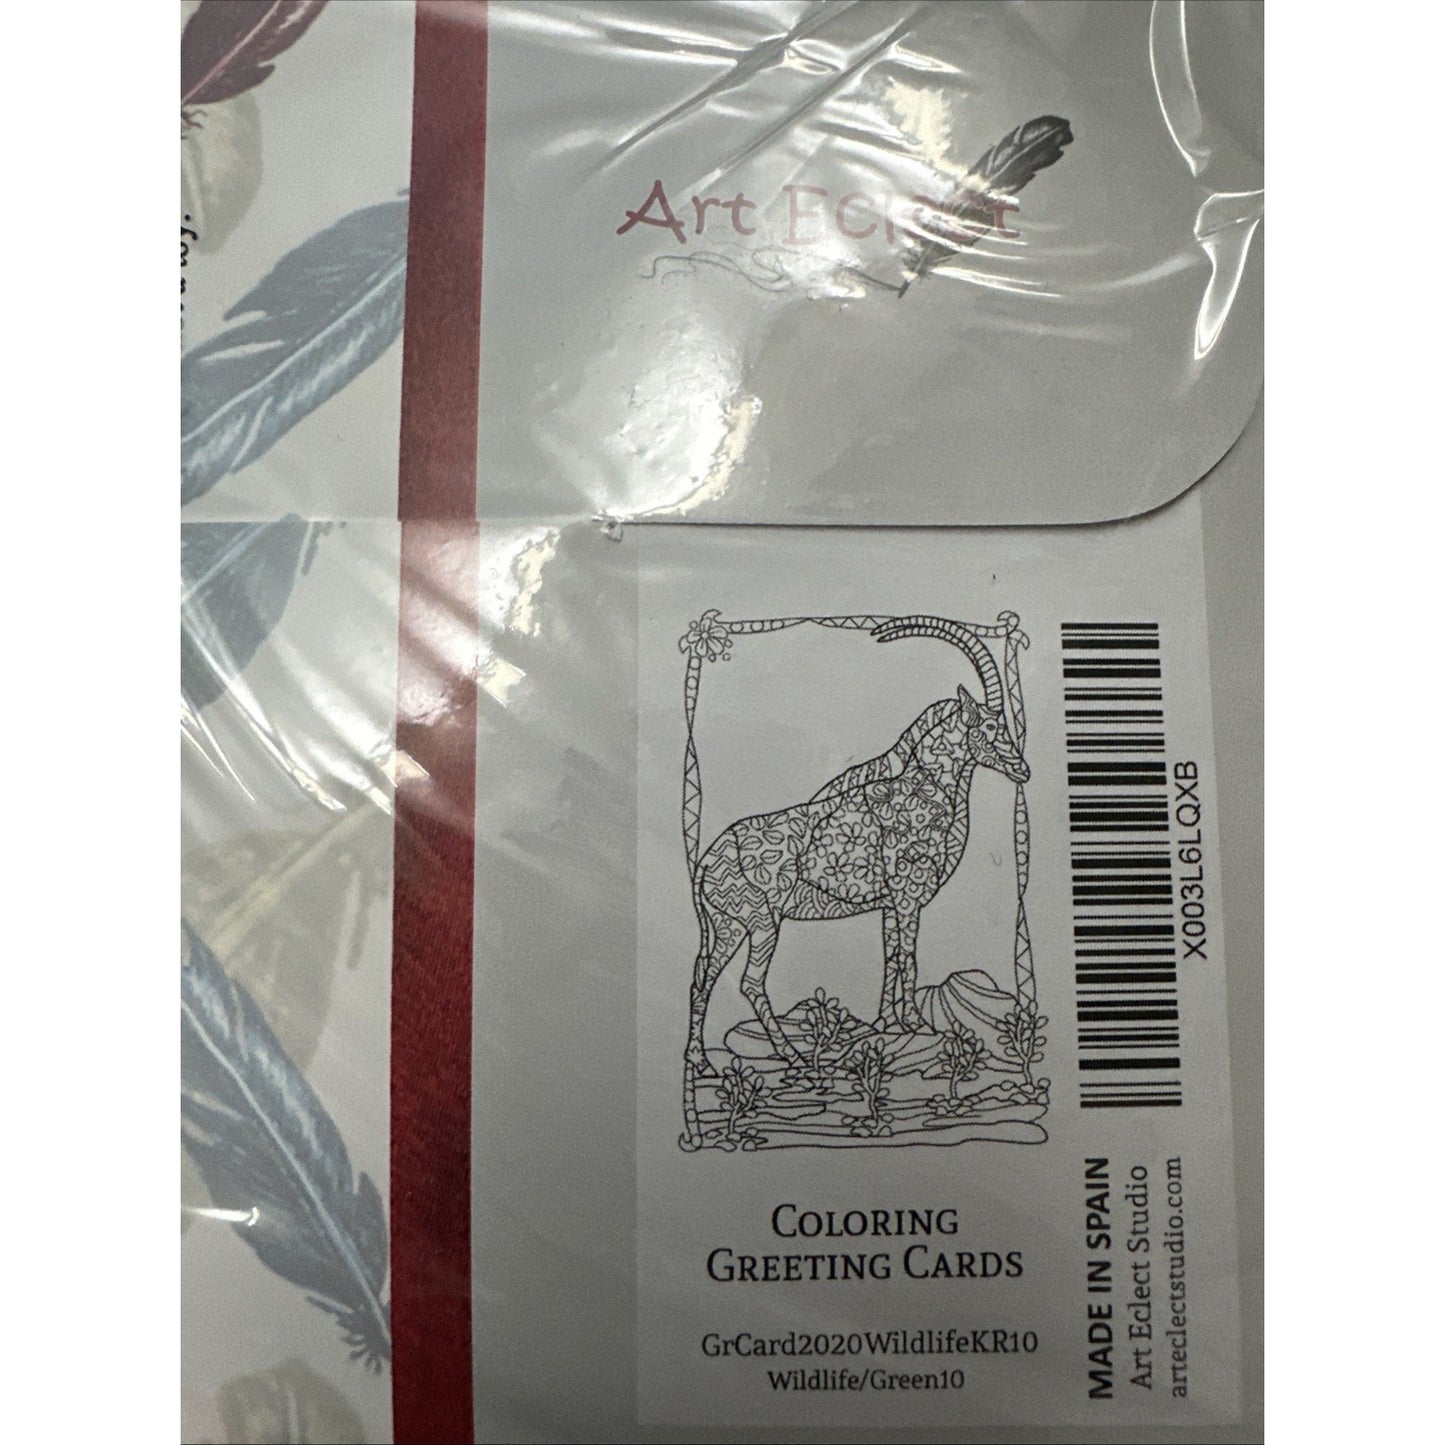 Art Eclect
COLORING
GREETING CARDS
GrCard2020WildlifeKR10
Wildlife/Green10
X003L6LQXB
MADE IN SPAIN
Art Eclect Studio
arteclectstudio.com